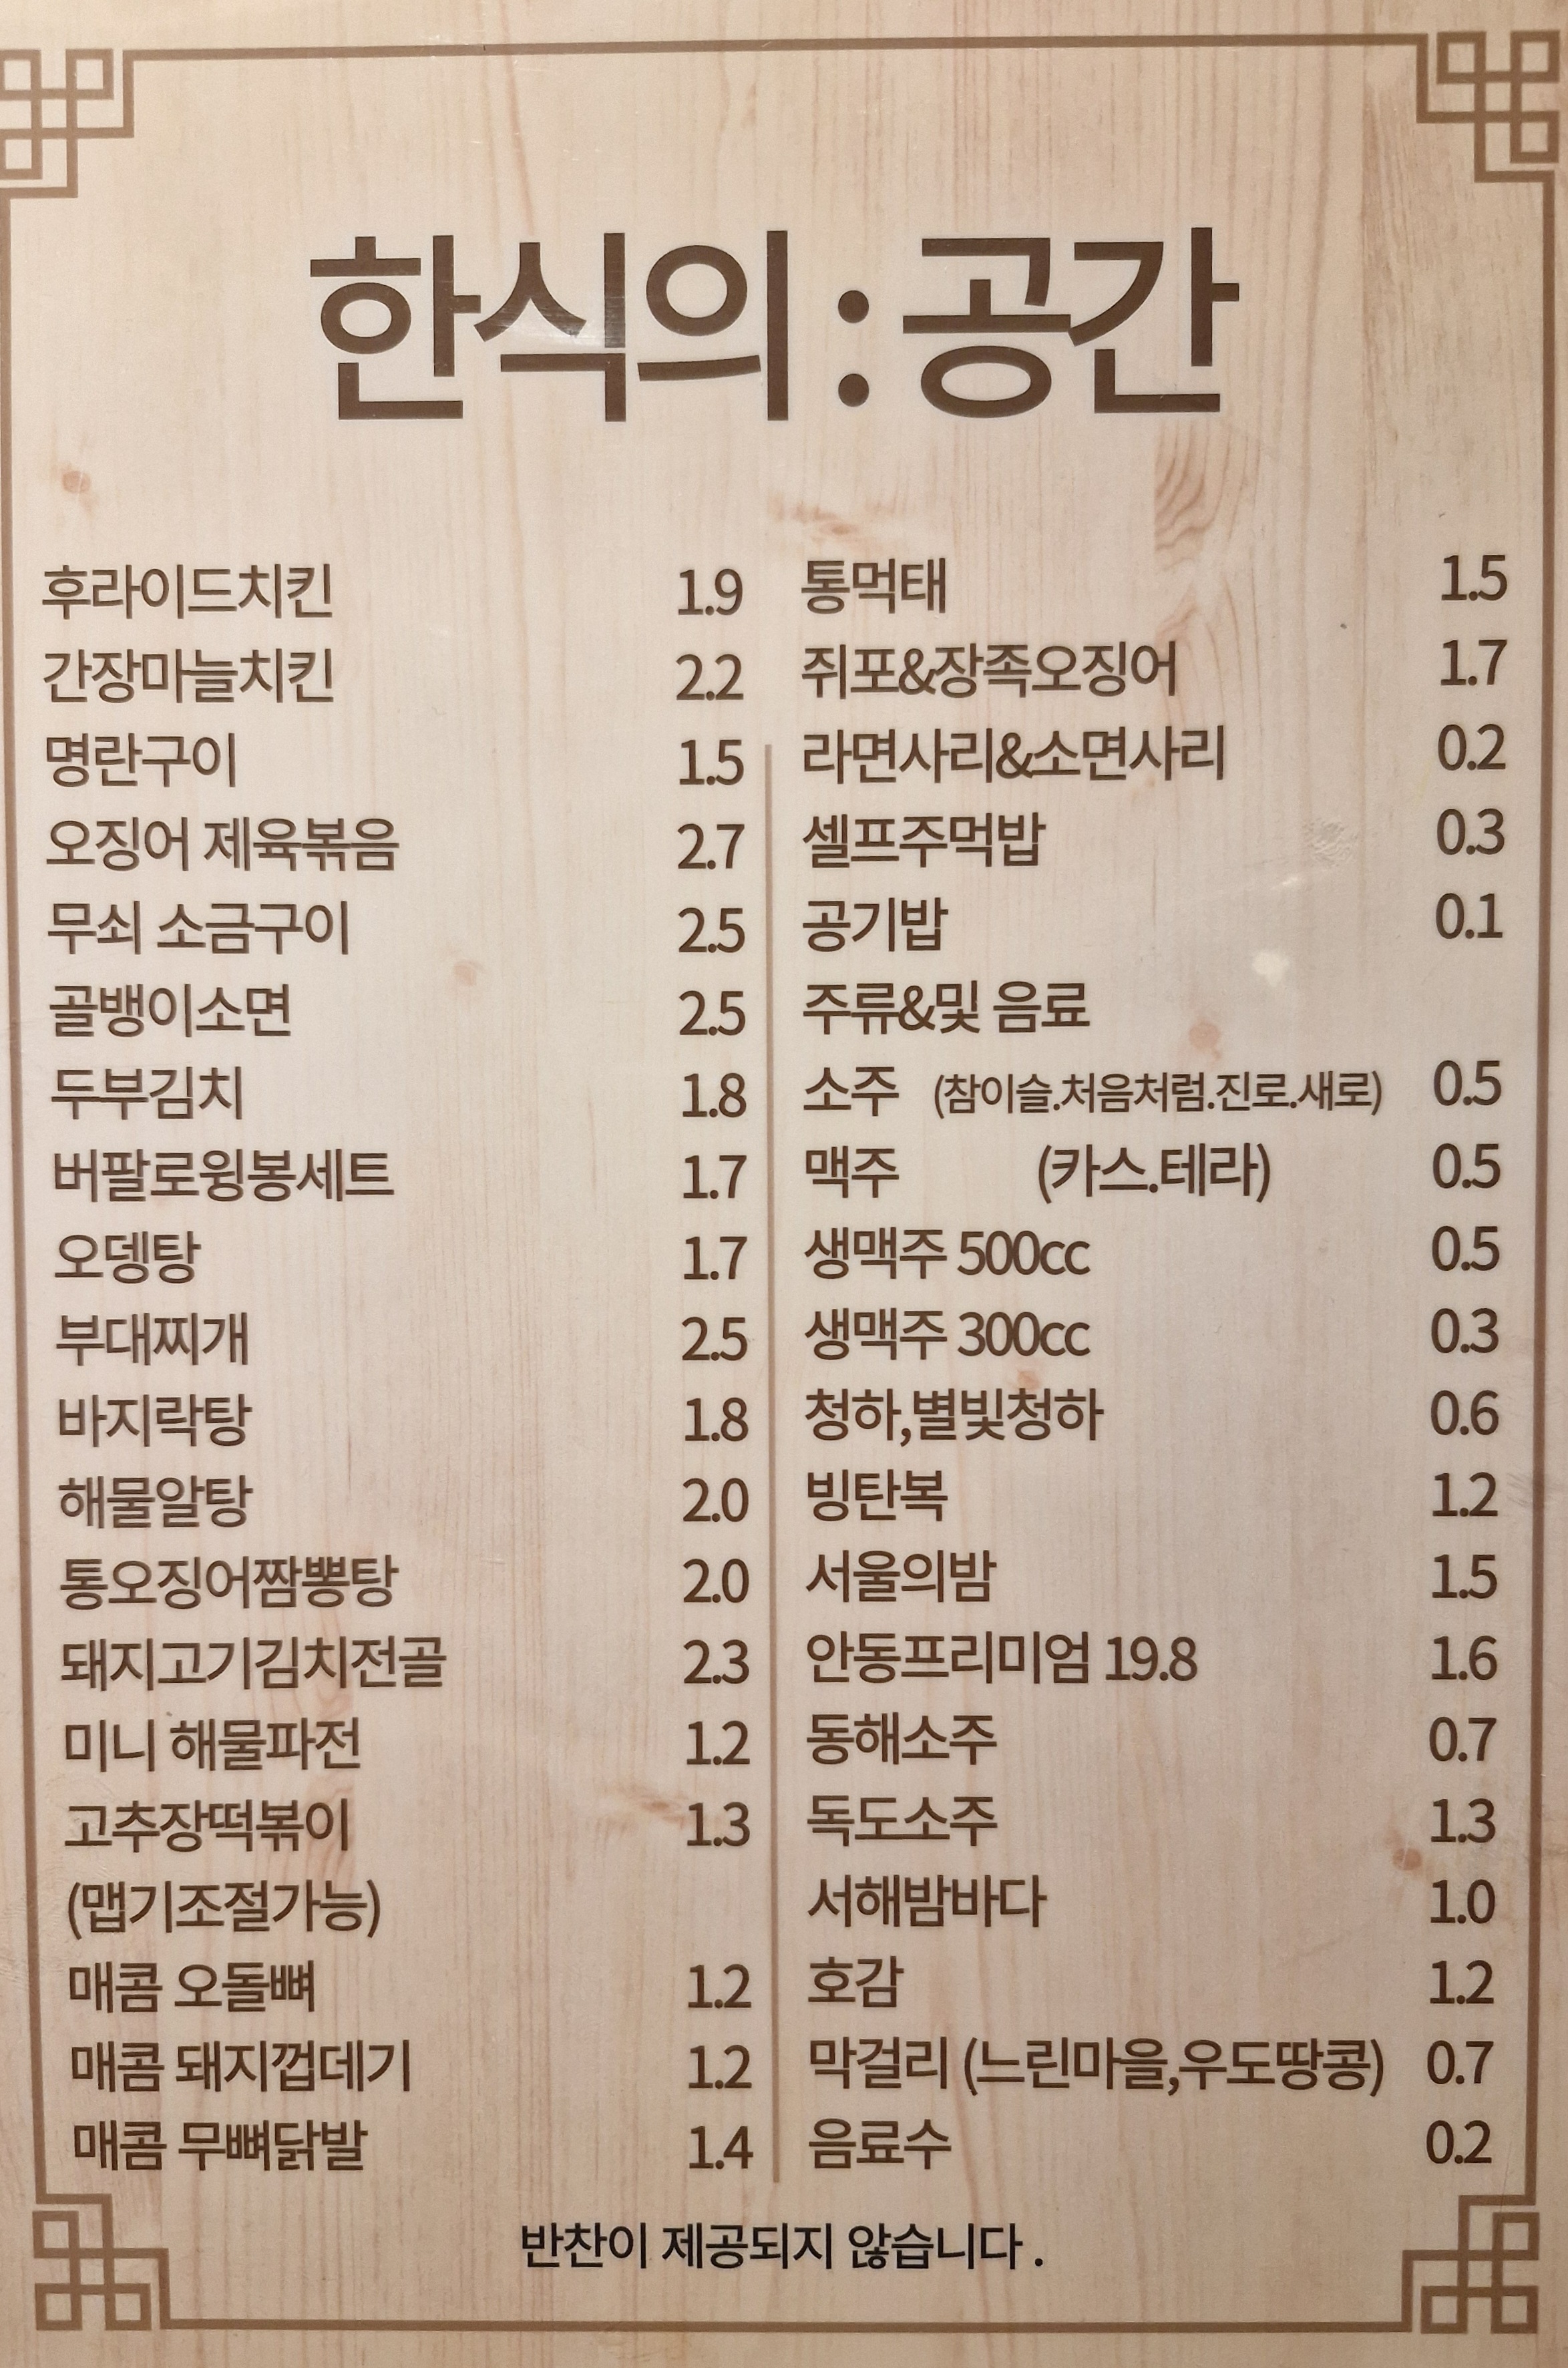 한식의 : 공간
후라이드치킨 1.9
간장마늘치킨 2.2
명란구이 1.5
오징어 제육볶음 2.7
무쇠 소금구이 2.5
골뱅이소면 2.5
두부김치 1.8
버팔로윙봉세트 1.7
오뎅탕 1.7
부대찌개 2.5
바지락탕 1.8
해물알탕 2.0
통오징어짬뽕탕 2.0
돼지고기김치전골 2.3
미니 해물파전 1.2
고추장떡볶이 1.3
(맵기조절가능)
매콤 오돌뼈 1.2
매콤 돼지껍데기 1.2
매콤 무뼈닭발 1.4
통먹태 1.5
쥐포&장족오징어 1.7
라면사리&소면사리 0.2
셀프주먹밥 0.3
공기밥 0.1
주류&및 음료
소주 (참이슬.처음처럼.진로.새로) 0.5
맥주 (카스.테라) 0.5
생맥주 500cc 0.5
생맥주 300cc 0.3
청하,별빛청하 0.6
빙탄복 1.2
서울의밤 1.5
안동프리미엄 19.8 1.6
동해소주 0.7
독도소주 1.3
서해밤바다 1.0
호감 1.2
막걸리 (느린마을,우도땅콩) 0.7
음료수 0.2
반찬이 제공되지 않습니다 .